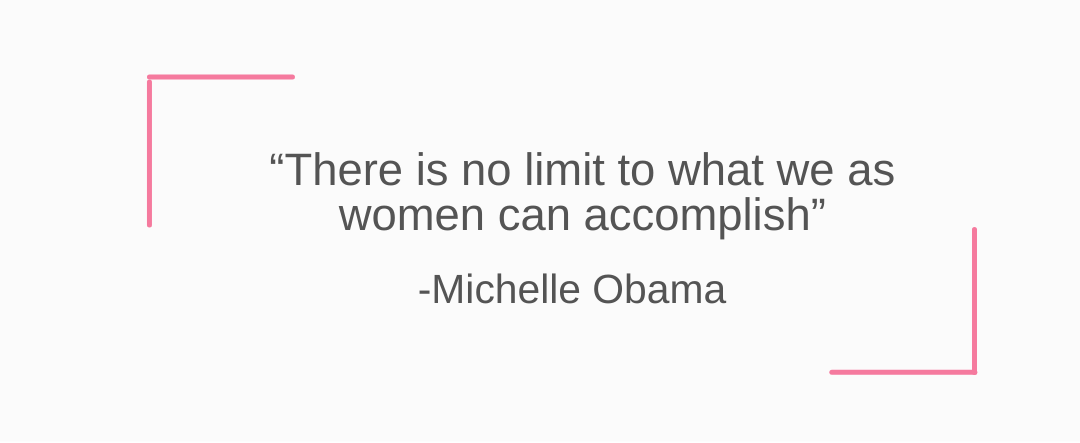 “There is no limit to what we as
women can accomplish”
-Michelle Obama